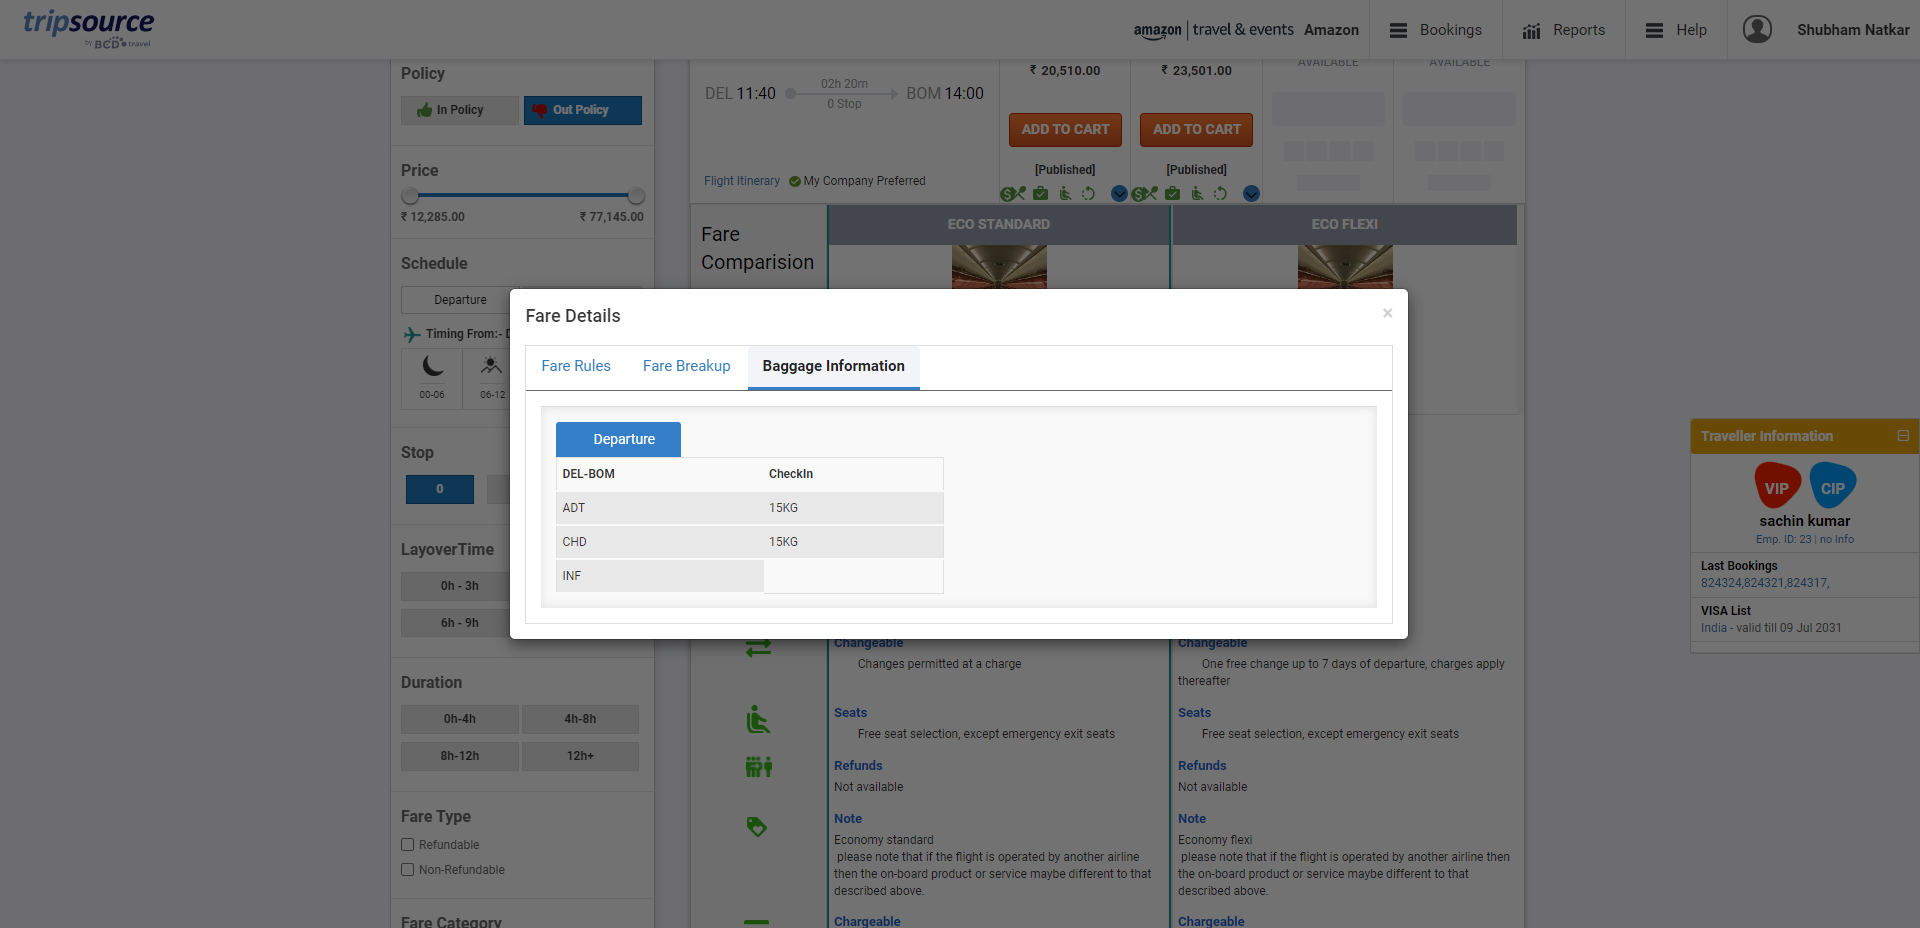 tripsource
by BCD travel
amazon | travel & events
Amazon
Bookings
Reports
Help
Shubham Natkar
Policy
In Policy
Out Policy
Price
₹ 12,285.00
₹ 77,145.00
Schedule
Departure
Timing From:- D
00-06
06-12
Stop
0
LayoverTime
0h - 3h
6h - 9h
Duration
0h-4h
4h-8h
8h-12h
12h+
Fare Type
Refundable
Non-Refundable
Fare Category
DEL 11:40
02h 20m
0 Stop
BOM 14:00
Flight Itinerary
My Company Preferred
₹ 20,510.00
ADD TO CART
[Published]
₹ 23,501.00
ADD TO CART
[Published]
AVAILABLE
AVAILABLE
Fare
Comparision
ECO STANDARD
ECO FLEXI
Fare Details
×
Fare Rules
Fare Breakup
Baggage Information
Departure
DEL-BOM
CheckIn
ADT
15KG
CHD
15KG
INF
Changeable
Changes permitted at a charge
Seats
Free seat selection, except emergency exit seats
Refunds
Not available
Note
Economy standard
please note that if the flight is operated by another airline
then the on-board product or service maybe different to that
described above.
Chargeable
Changeable
One free change up to 7 days of departure, charges apply
thereafter
Seats
Free seat selection, except emergency exit seats
Refunds
Not available
Note
Economy flexi
please note that if the flight is operated by another airline then
the on-board product or service maybe different to that
described above.
Chargeable
Traveller Information
VIP
CIP
sachin kumar
Emp. ID: 23 | no Info
Last Bookings
824324,824321,824317,
VISA List
India - valid till 09 Jul 2031